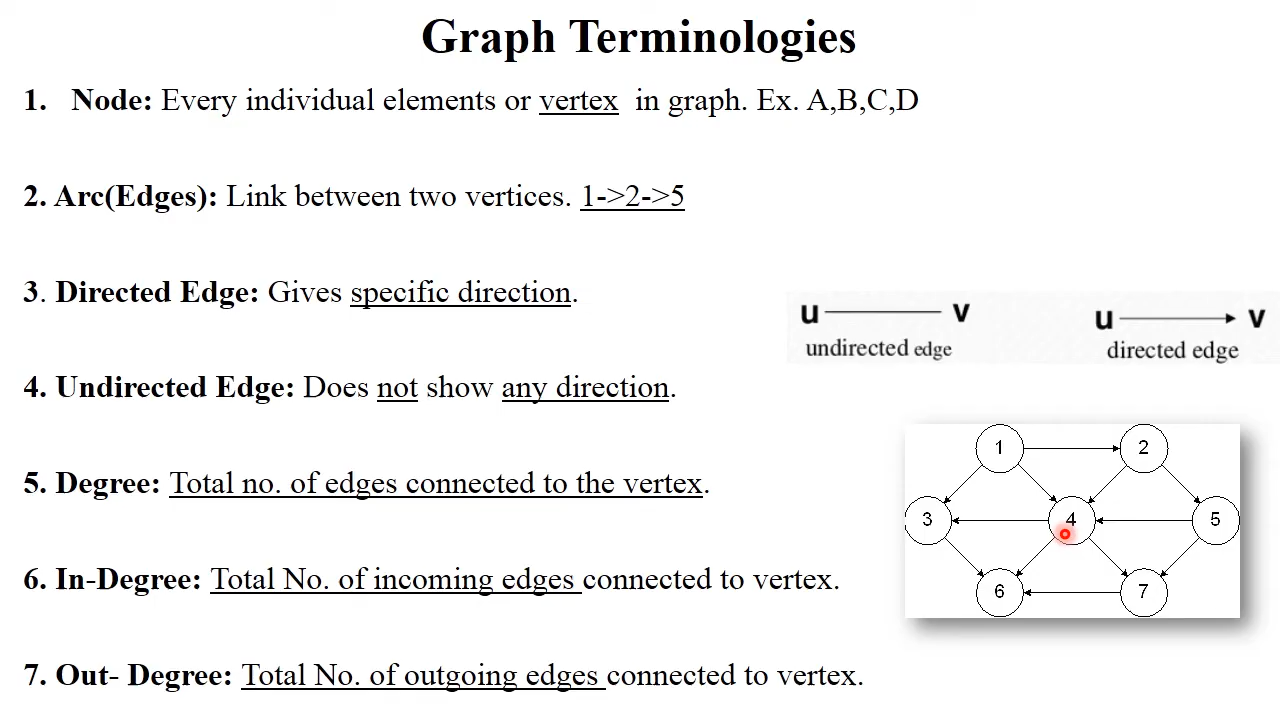 Graph Terminologies
1. Node: Every individual elements or vertex in graph. Ex. A,B,C,D
2. Arc(Edges): Link between two vertices. 1->2->5
3. Directed Edge: Gives specific direction.
u v
undirected edge
u v
directed edge
4. Undirected Edge: Does not show any direction.
5. Degree: Total no. of edges connected to the vertex.
6. In-Degree: Total No. of incoming edges connected to vertex.
7. Out- Degree: Total No. of outgoing edges connected to vertex.
1 2
3 4 5
6 7